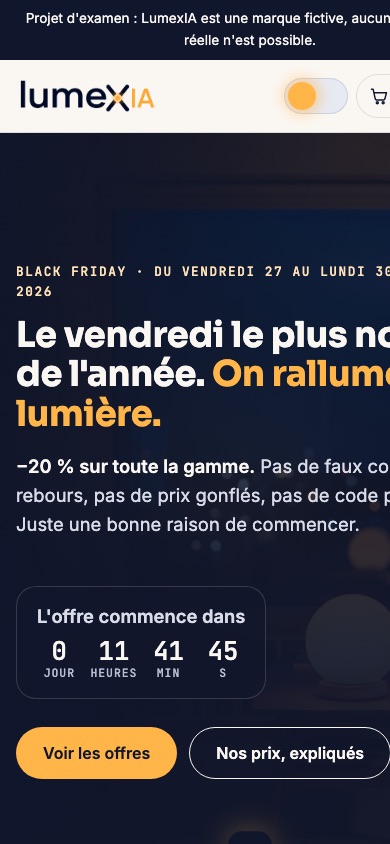 Projet d'examen : LumexIA est une marque fictive, aucun
réelle n'est possible.
lumexIA
BLACK FRIDAY · DU VENDREDI 27 AU LUNDI 30
2026
Le vendredi le plus
de l'année. On rallume
lumière.
−20 % sur toute la gamme. Pas de faux
rebours, pas de prix gonflés, pas de code
Juste une bonne raison de commencer.
L'offre commence dans
0 11 41 45
JOUR HEURES MIN S
Voir les offres Nos prix, expliqués